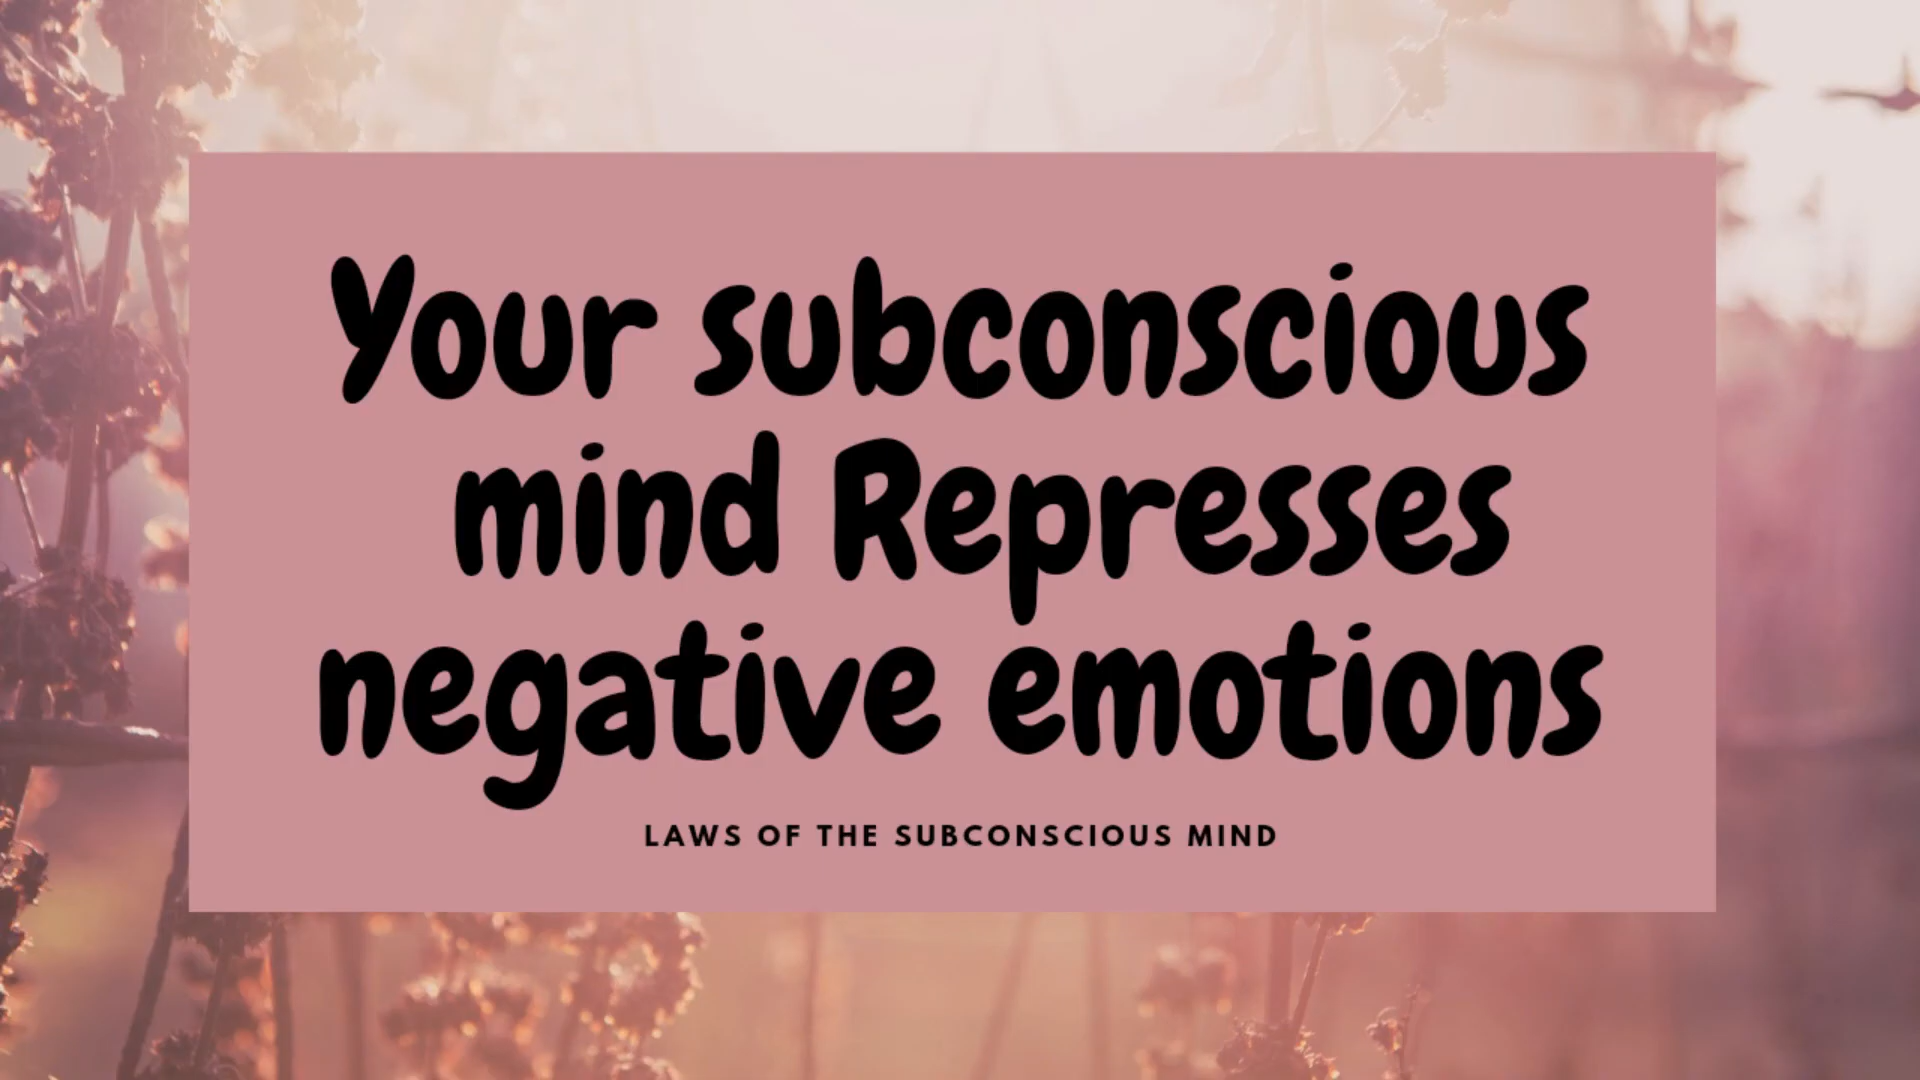 Your subconscious
mind Represses
negative emotions
LAWS OF THE SUBCONSCIOUS MIND